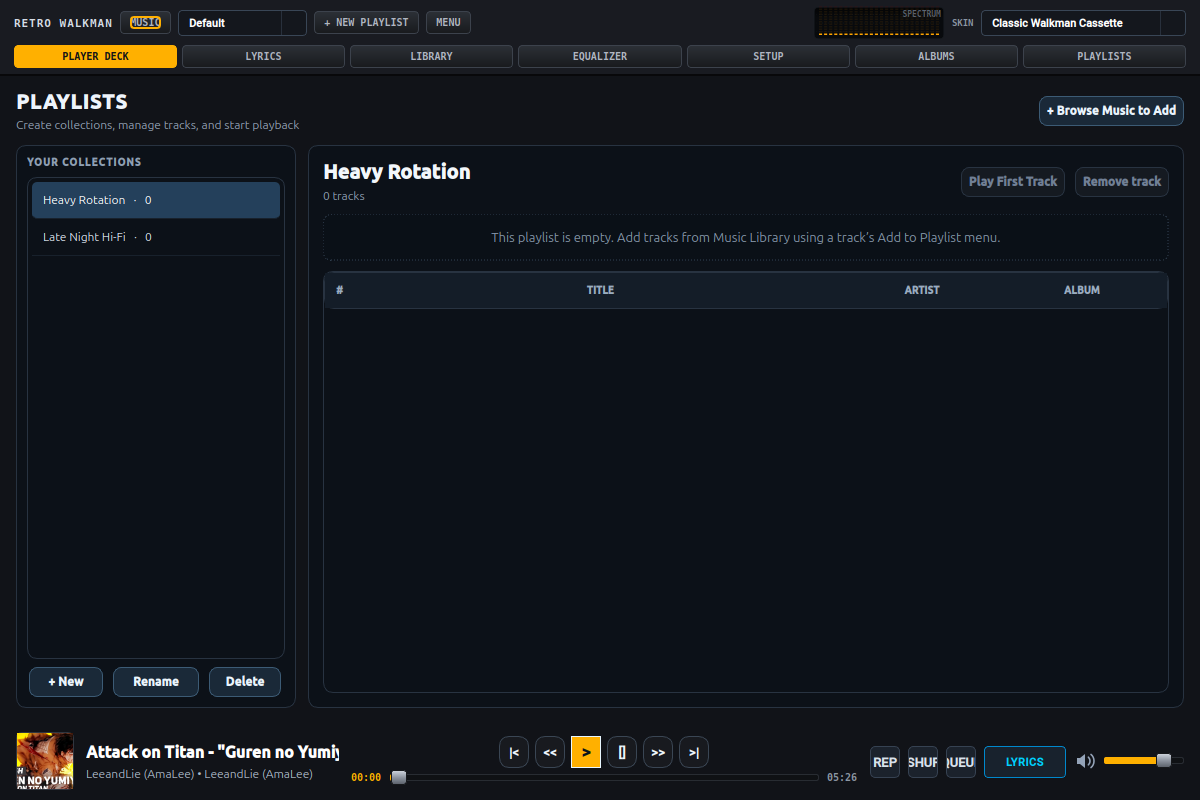 RETRO WALKMAN MUSIC Default + NEW PLAYLIST MENU SPECTRUM SKIN Classic Walkman Cassette
PLAYER DECK LYRICS LIBRARY EQUALIZER SETUP ALBUMS PLAYLISTS
PLAYLISTS
Create collections, manage tracks, and start playback
+ Browse Music to Add
YOUR COLLECTIONS
Heavy Rotation · 0
Late Night Hi-Fi · 0
+ New Rename Delete
Heavy Rotation
0 tracks
Play First Track Remove track
This playlist is empty. Add tracks from Music Library using a track's Add to Playlist menu.
# TITLE ARTIST ALBUM
EN NO YUMIY
Attack on Titan - "Guren no Yumiy
LeeandLie (AmaLee) • LeeandLie (AmaLee)
|< << > [] >> >|
00:00 05:26
REP SHUF QUEU LYRICS